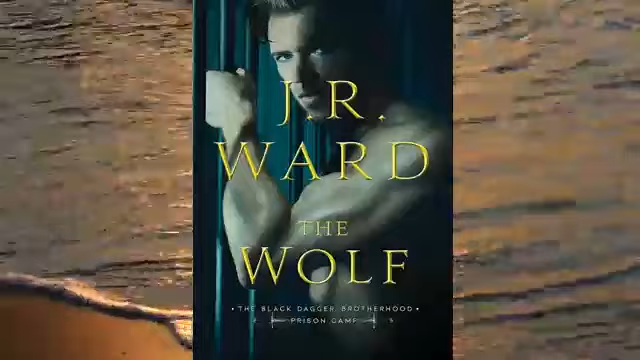 J.R.
WARD
THE
WOLF
• THE BLACK DAGGER BROTHERHOOD •
PRISON CAMP